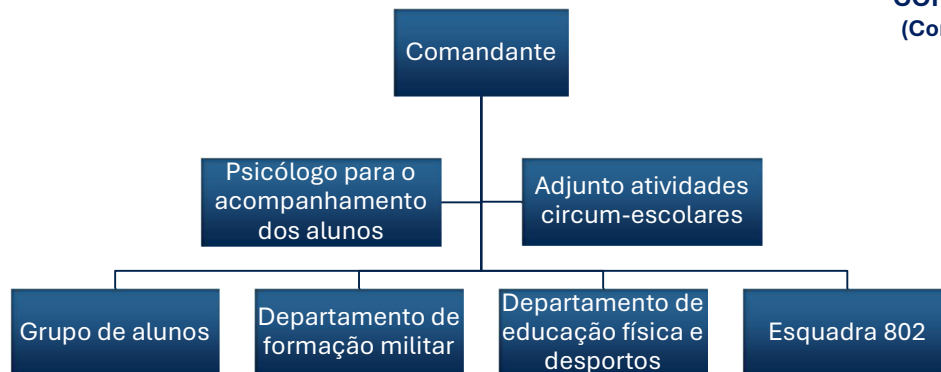 (Co
Comandante
Psicólogo para o
acompanhamento
dos alunos
Adjunto atividades
circum-escolares
Grupo de alunos
Departamento de
formação militar
Departamento de
educação física e
desportos
Esquadra 802